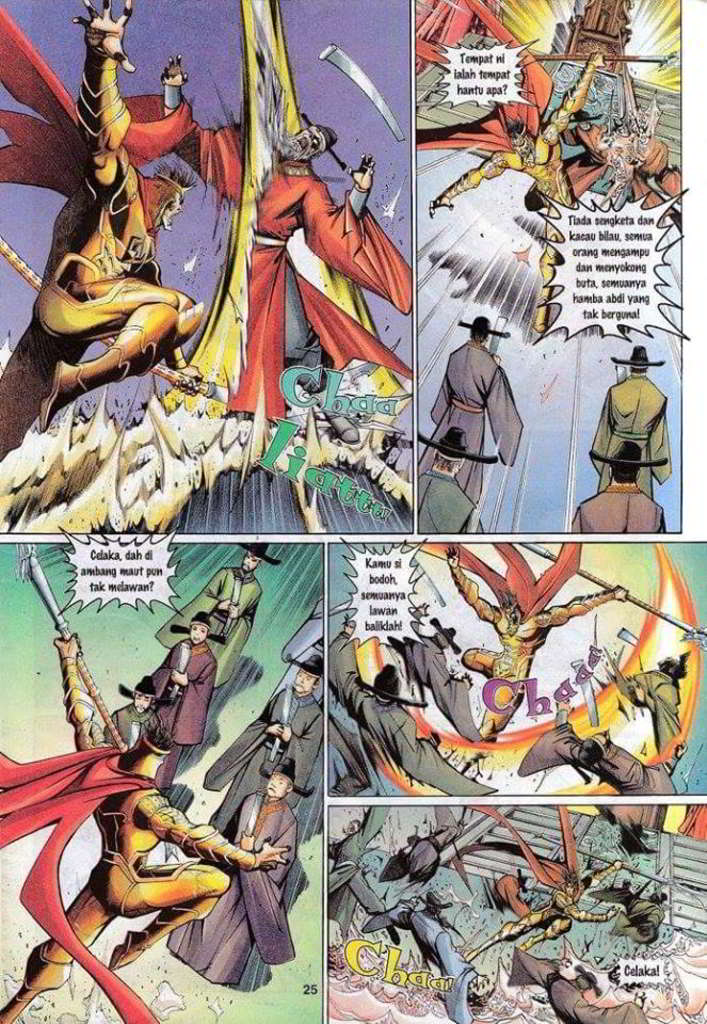 Chaa
liattt
Tempat ni
ialah tempat
hantu apa?
Tiada sengketa dan
kacau bilau, semua
orang mengampu
dan menyokong
buta, semuanya
hamba abdi yang
tak berguna!
Celaka, dah di
ambang maut pun
tak melawan?
Kamu si
bodoh,
semuanya
lawan
baliklah!
Chaaa!
Chaaa!
Celaka!
25